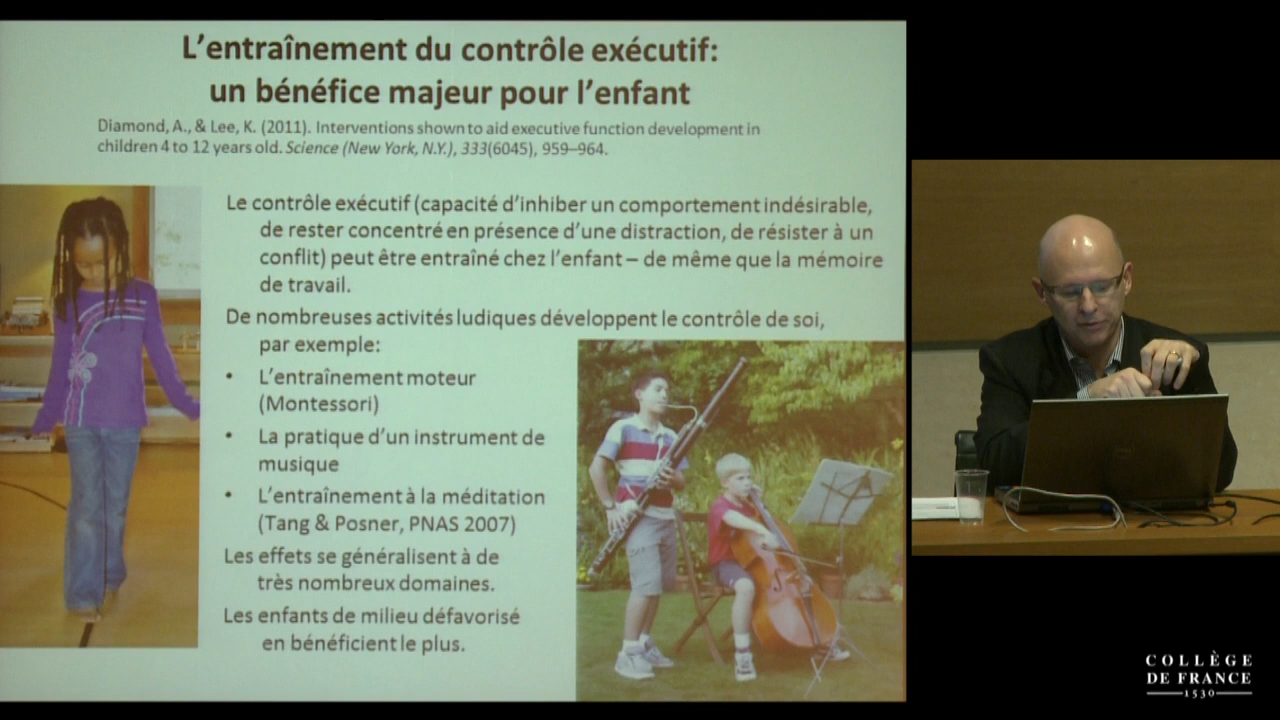 L'entraînement du contrôle exécutif:
un bénéfice majeur pour l'enfant
Diamond, A., & Lee, K. (2011). Interventions shown to aid executive function development in
children 4 to 12 years old. Science (New York, N.Y.), 333(6045), 959–964.
Le contrôle exécutif (capacité d'inhiber un comportement indésirable,
de rester concentré en présence d'une distraction, de résister à un
conflit) peut être entraîné chez l'enfant – de même que la mémoire
de travail.
De nombreuses activités ludiques développent le contrôle de soi,
par exemple:
• L'entraînement moteur
(Montessori)
• La pratique d'un instrument de
musique
• L'entraînement à la méditation
(Tang & Posner, PNAS 2007)
Les effets se généralisent à de
très nombreux domaines.
Les enfants de milieu défavorisé
en bénéficient le plus.
COLLÈGE
DE FRANCE
1530